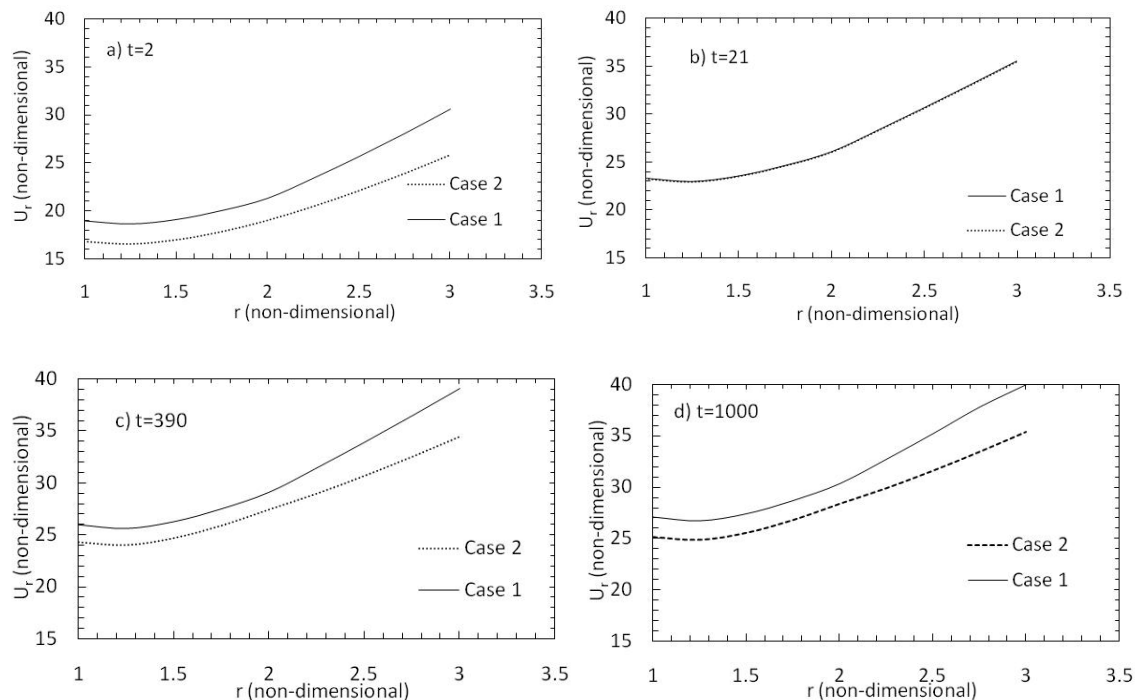 a) t=2
40
35
30
25
20
15
U_r (non-dimensional)
Case 2
Case 1
1
1.5
2
2.5
3
3.5
r (non-dimensional)
b) t=21
40
35
30
25
20
15
U_r (non-dimensional)
Case 1
Case 2
1
1.5
2
2.5
3
3.5
r (non-dimensional)
c) t=390
40
35
30
25
20
15
U_r (non-dimensional)
Case 2
Case 1
1
1.5
2
2.5
3
3.5
r (non-dimensional)
d) t=1000
40
35
30
25
20
15
U_r (non-dimensional)
Case 2
Case 1
1
1.5
2
2.5
3
3.5
r (non-dimensional)